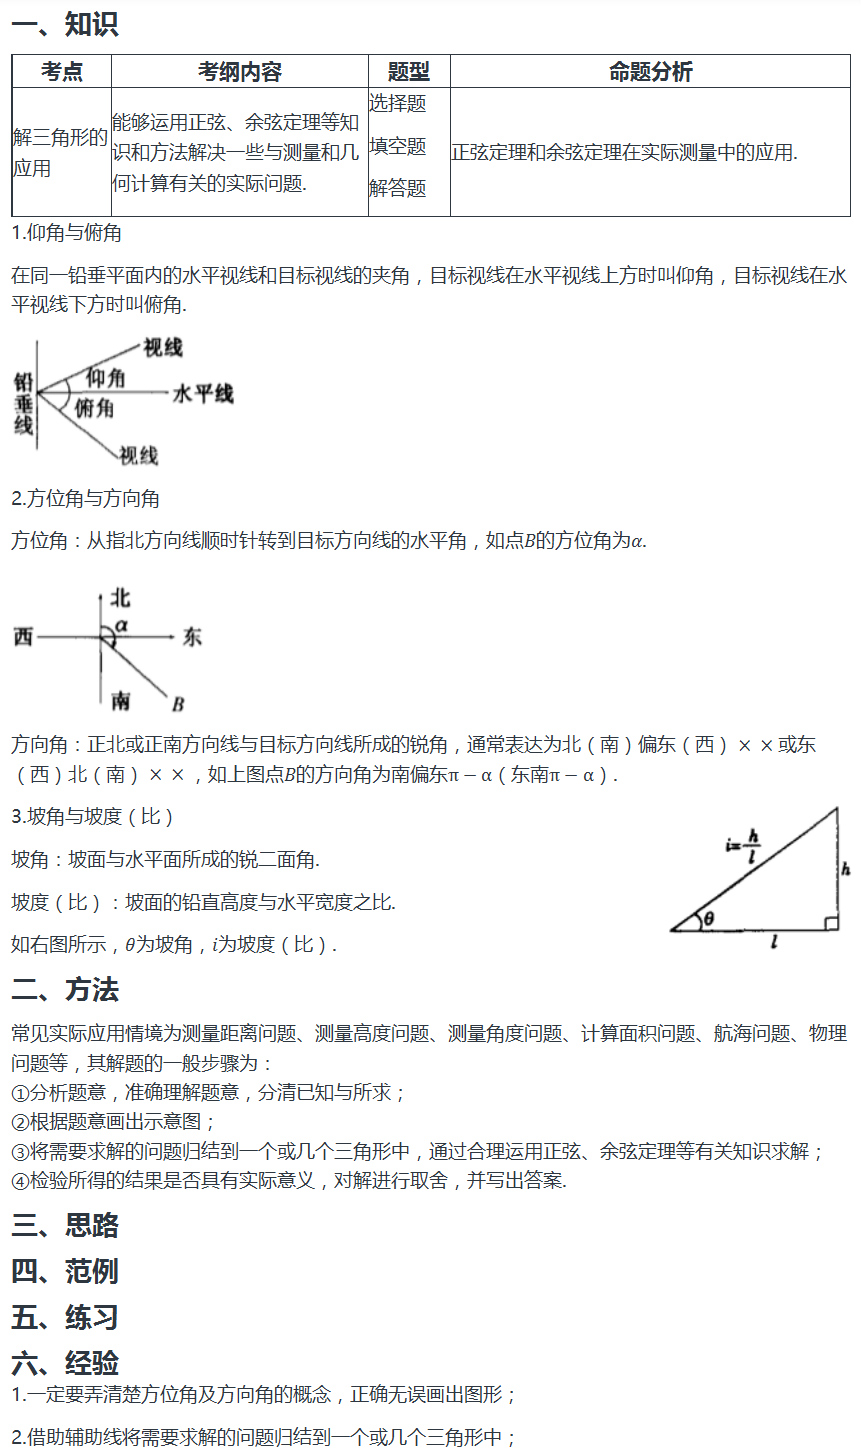 一、知识
考点 考纲内容 题型 命题分析
解三角形的
应用
能够运用正弦、余弦定理等知
识和方法解决一些与测量和几
何计算有关的实际问题.
选择题
填空题
解答题
正弦定理和余弦定理在实际测量中的应用.
1.仰角与俯角
在同一铅垂平面内的水平视线和目标视线的夹角，目标视线在水平视线上方时叫仰角，目标视线在水
平视线下方时叫俯角.
铅垂线
视线
仰角
水平线
俯角
视线
2.方位角与方向角
方位角：从指北方向线顺时针转到目标方向线的水平角，如点B的方位角为α.
北
α
西
东
南
B
方向角：正北或正南方向线与目标方向线所成的锐角，通常表达为北（南）偏东（西）××或东
（西）北（南）××，如上图点B的方向角为南偏东π－α（东南π－α）.
3.坡角与坡度（比）
坡角：坡面与水平面所成的锐二面角.
坡度（比）：坡面的铅直高度与水平宽度之比.
如右图所示，θ为坡角，i为坡度（比）.
i=h/l
h
θ
l
二、方法
常见实际应用情境为测量距离问题、测量高度问题、测量角度问题、计算面积问题、航海问题、物理
问题等，其解题的一般步骤为：
①分析题意，准确理解题意，分清已知与所求；
②根据题意画出示意图；
③将需要求解的问题归结到一个或几个三角形中，通过合理运用正弦、余弦定理等有关知识求解；
④检验所得的结果是否具有实际意义，对解进行取舍，并写出答案.
三、思路
四、范例
五、练习
六、经验
1.一定要弄清楚方位角及方向角的概念，正确无误画出图形；
2.借助辅助线将需要求解的问题归结到一个或几个三角形中；